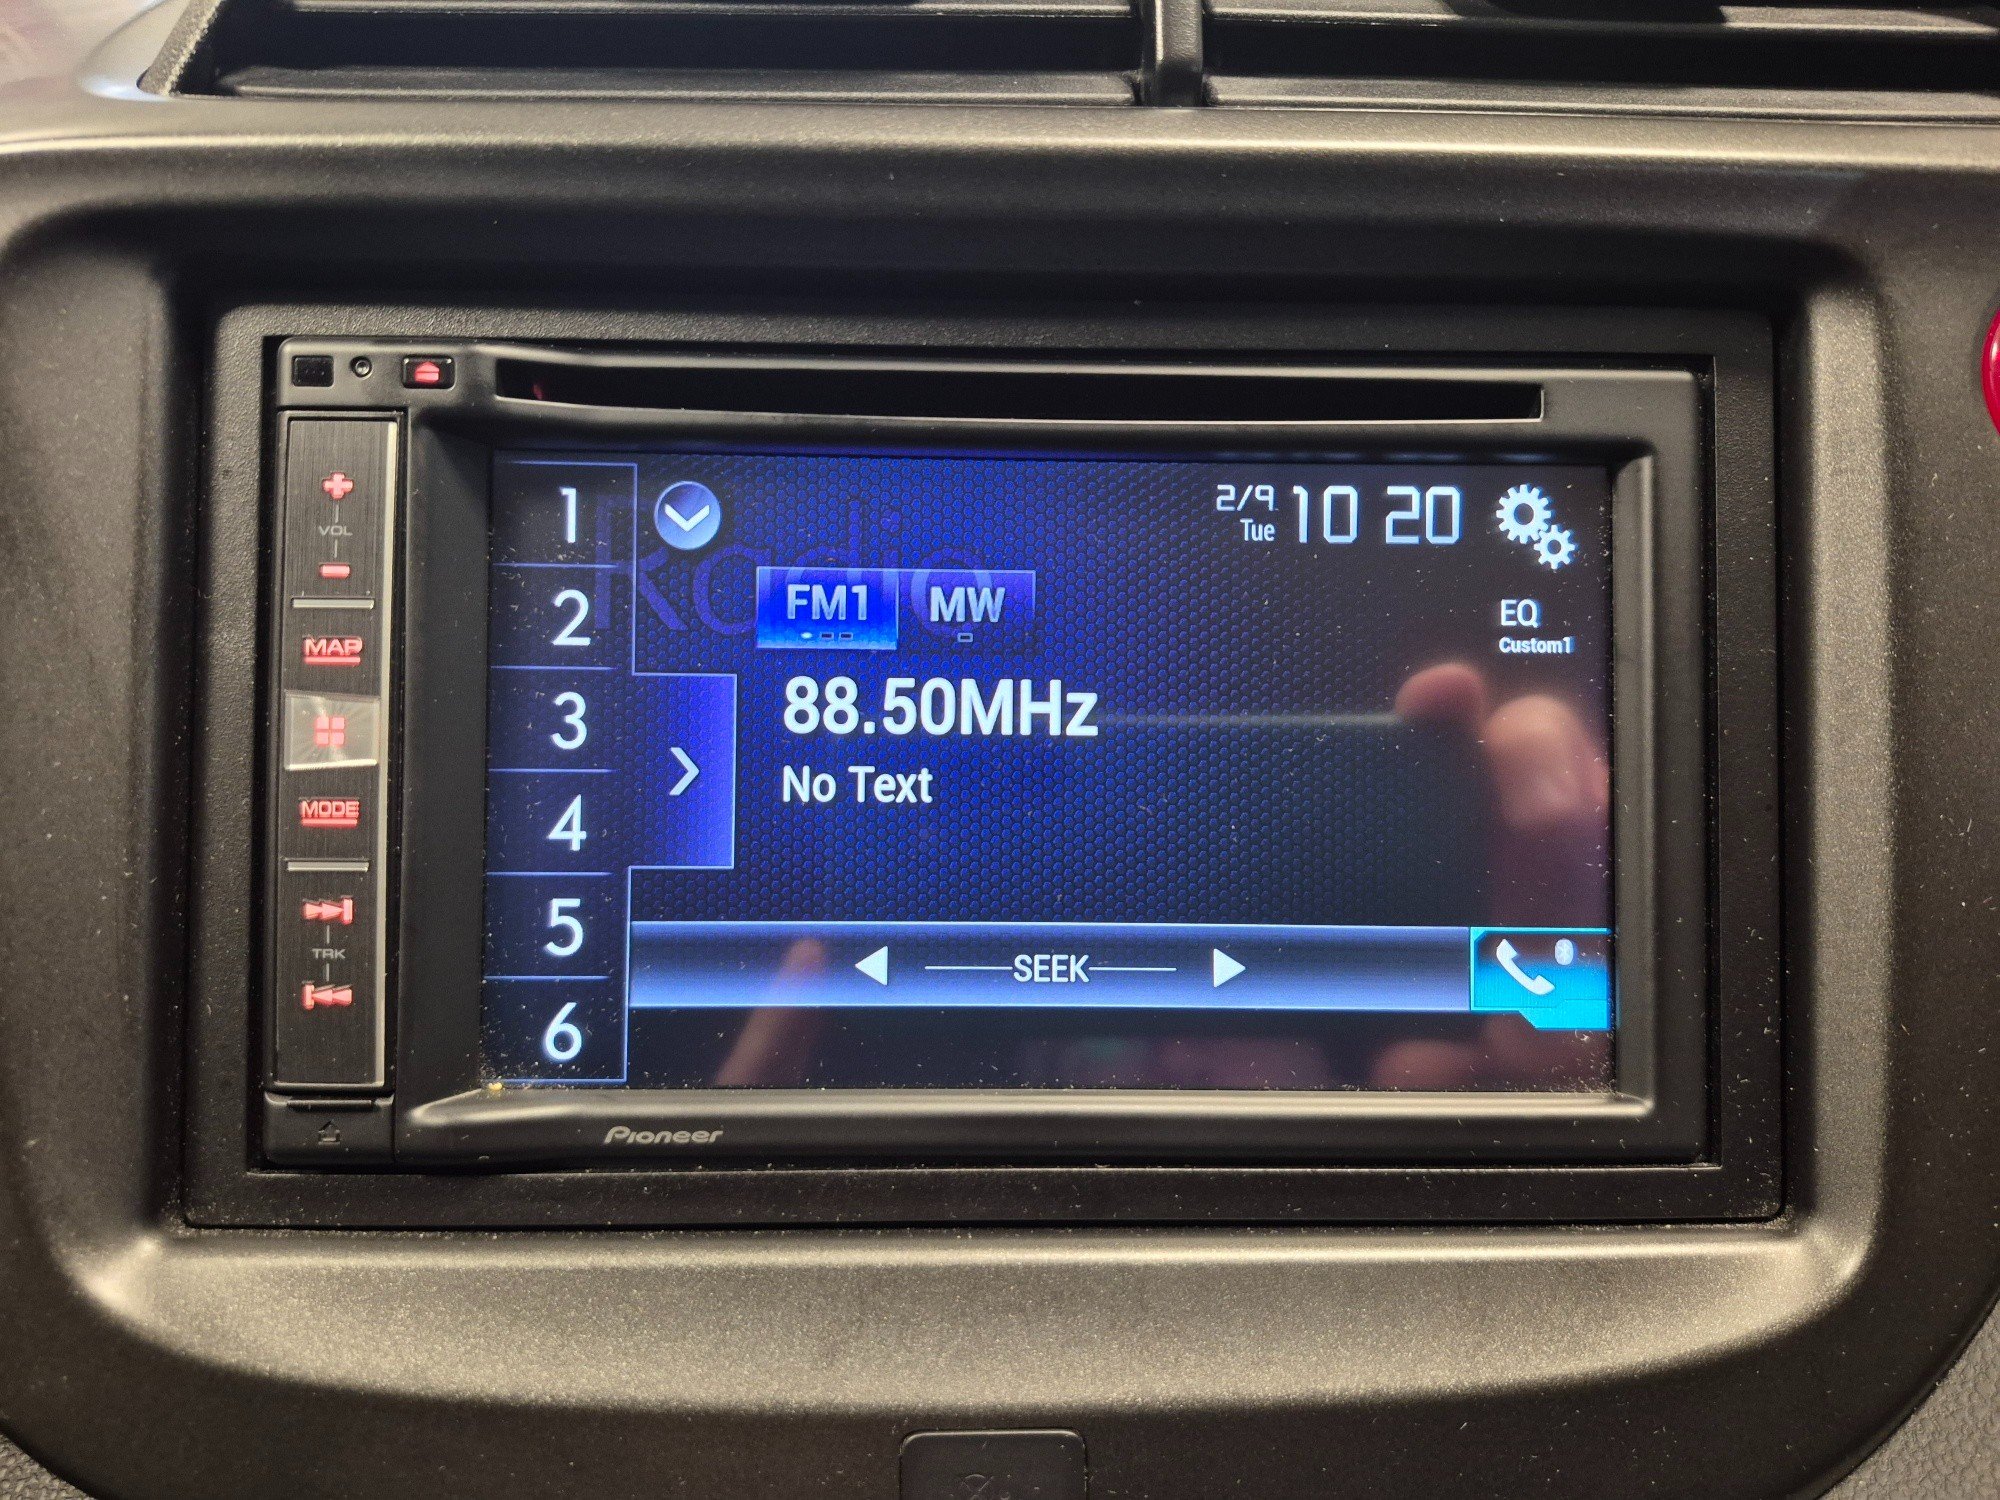 1
2/9
Tue
10 20
VOL
Radio
2
FM1
MW
EQ
Custom1
MAP
3
88.50MHz
No Text
MODE
4
5
TRK
SEEK
6
Pioneer